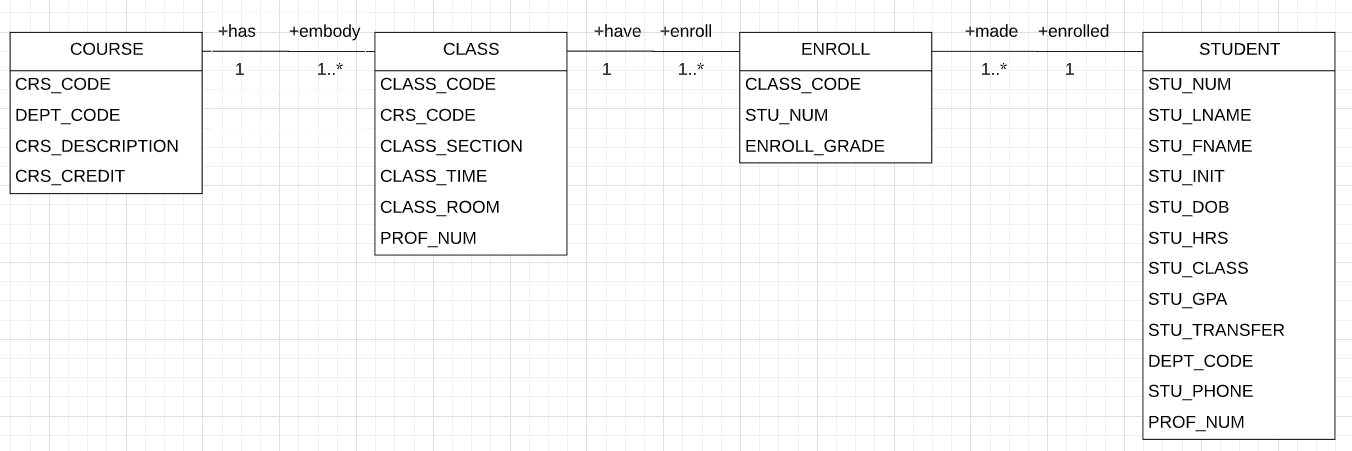 +has +embody +have +enroll +made +enrolled
COURSE CLASS ENROLL STUDENT
1 1..* 1 1..* 1..* 1
CRS_CODE
DEPT_CODE
CRS_DESCRIPTION
CRS_CREDIT
CLASS_CODE
CRS_CODE
CLASS_SECTION
CLASS_TIME
CLASS_ROOM
PROF_NUM
CLASS_CODE
STU_NUM
ENROLL_GRADE
STU_NUM
STU_LNAME
STU_FNAME
STU_INIT
STU_DOB
STU_HRS
STU_CLASS
STU_GPA
STU_TRANSFER
DEPT_CODE
STU_PHONE
PROF_NUM